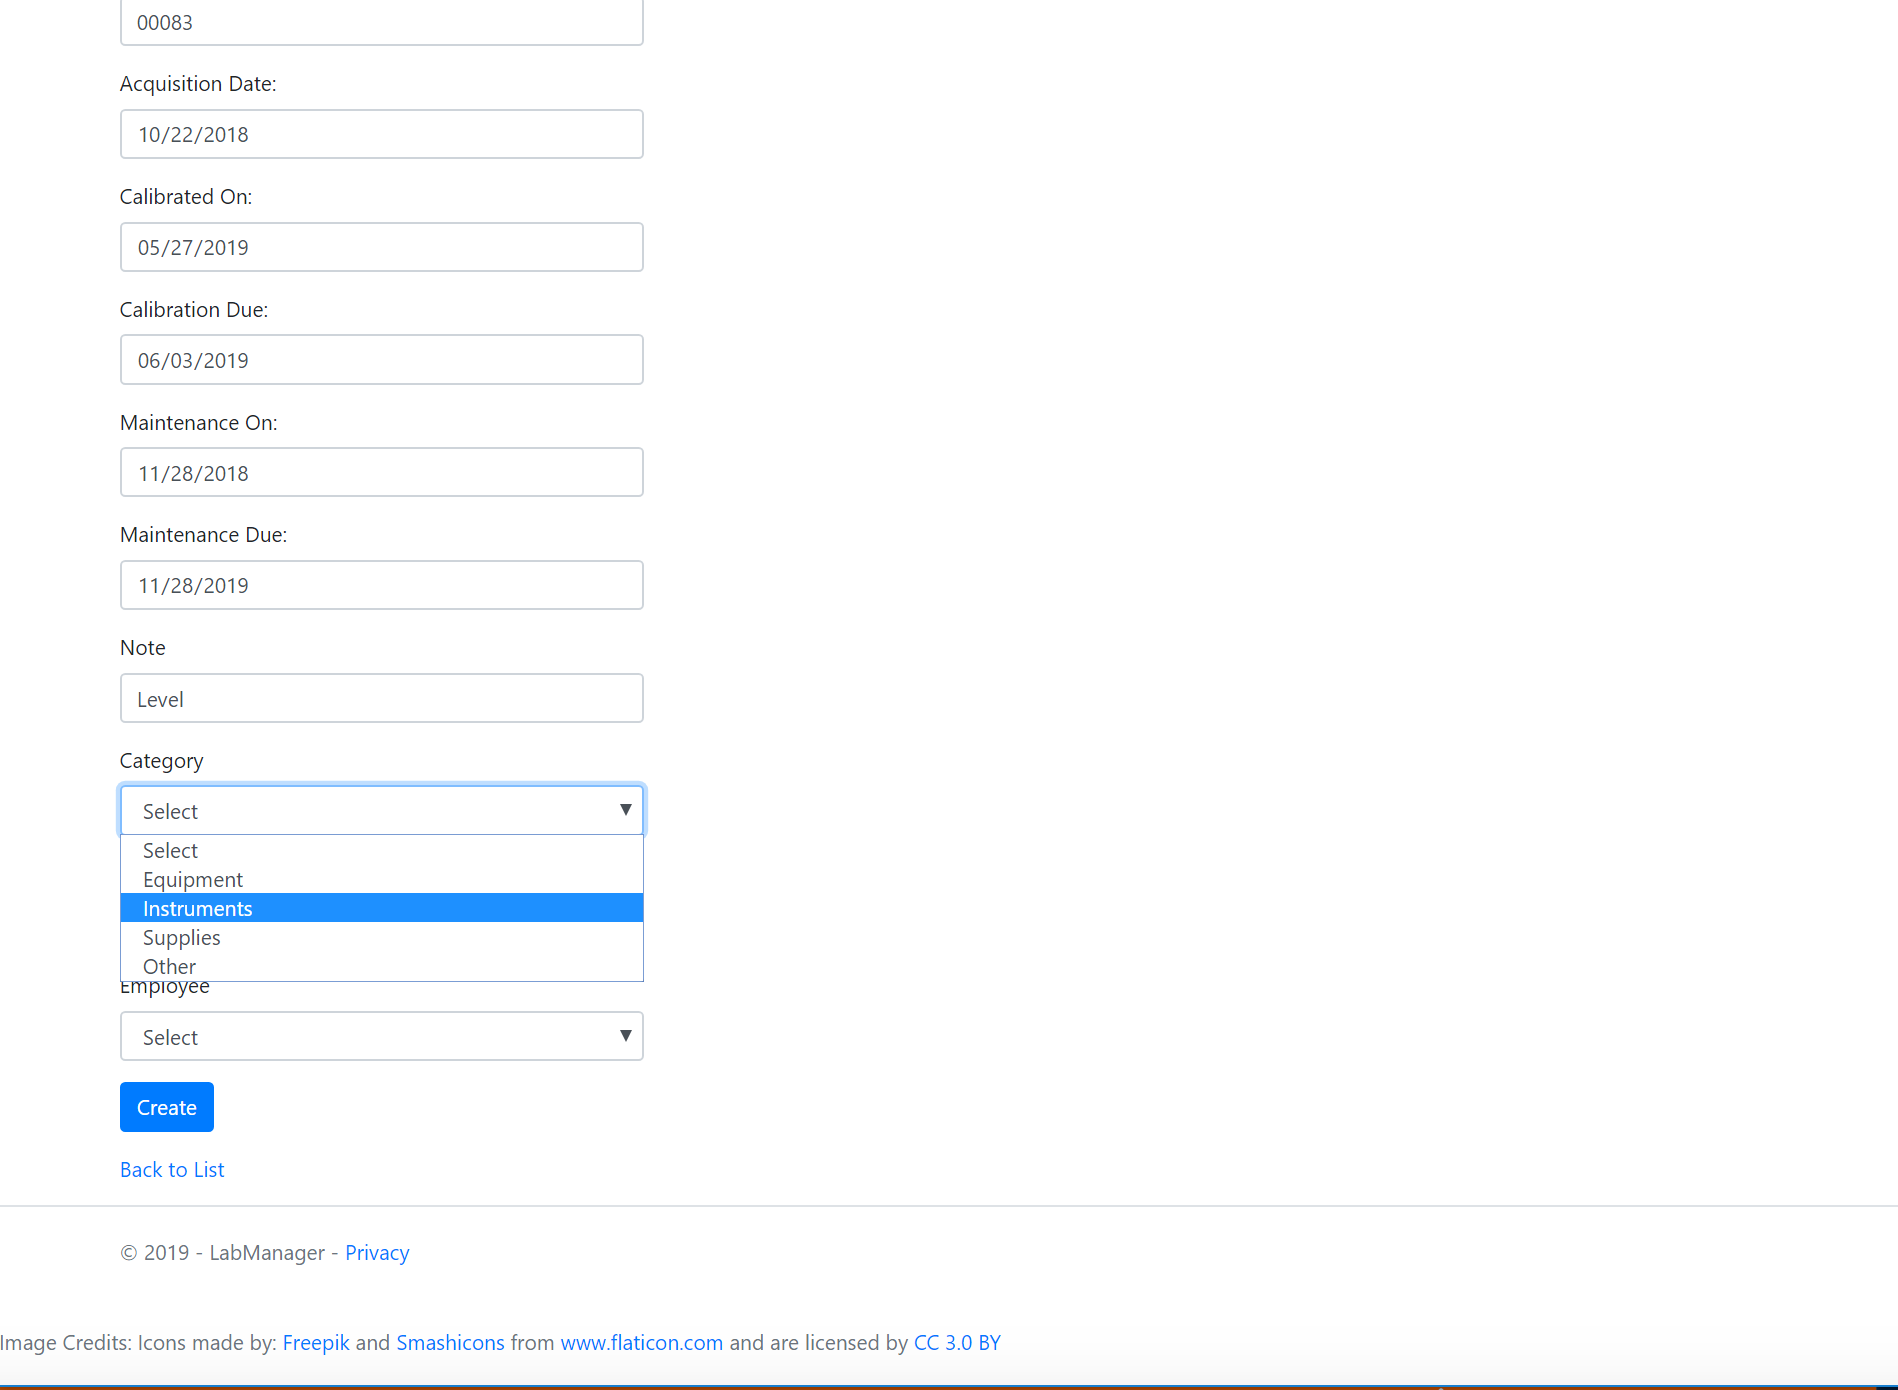 00083
Acquisition Date:
10/22/2018
Calibrated On:
05/27/2019
Calibration Due:
06/03/2019
Maintenance On:
11/28/2018
Maintenance Due:
11/28/2019
Note
Level
Category
Select
Select
Equipment
Instruments
Supplies
Other
Employee
Select
Create
Back to List
© 2019 - LabManager - Privacy
Image Credits: Icons made by: Freepik and Smashicons from www.flaticon.com and are licensed by CC 3.0 BY